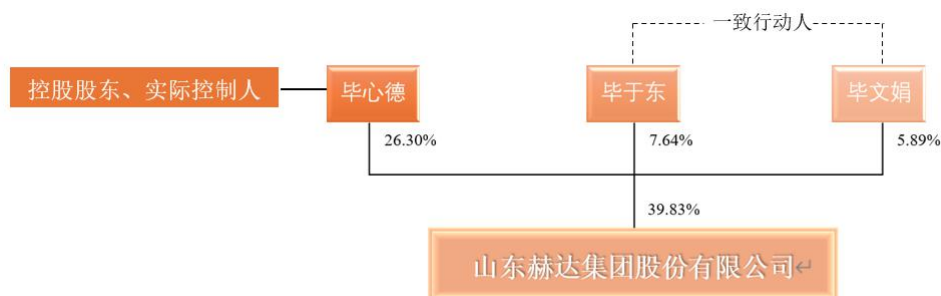 一致行动人
控股股东、实际控制人
毕心德
毕于东
毕文娟
26.30%
7.64%
5.89%
39.83%
山东赫达集团股份有限公司↵